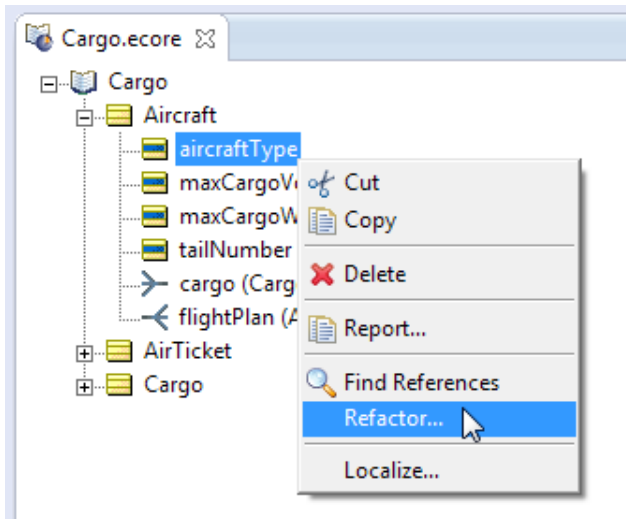 Cargo.ecore
Cargo
Aircraft
aircraftType
maxCargoV
maxCargoW
tailNumber
cargo (Carg
flightPlan (A
AirTicket
Cargo
Cut
Copy
Delete
Report...
Find References
Refactor...
Localize...